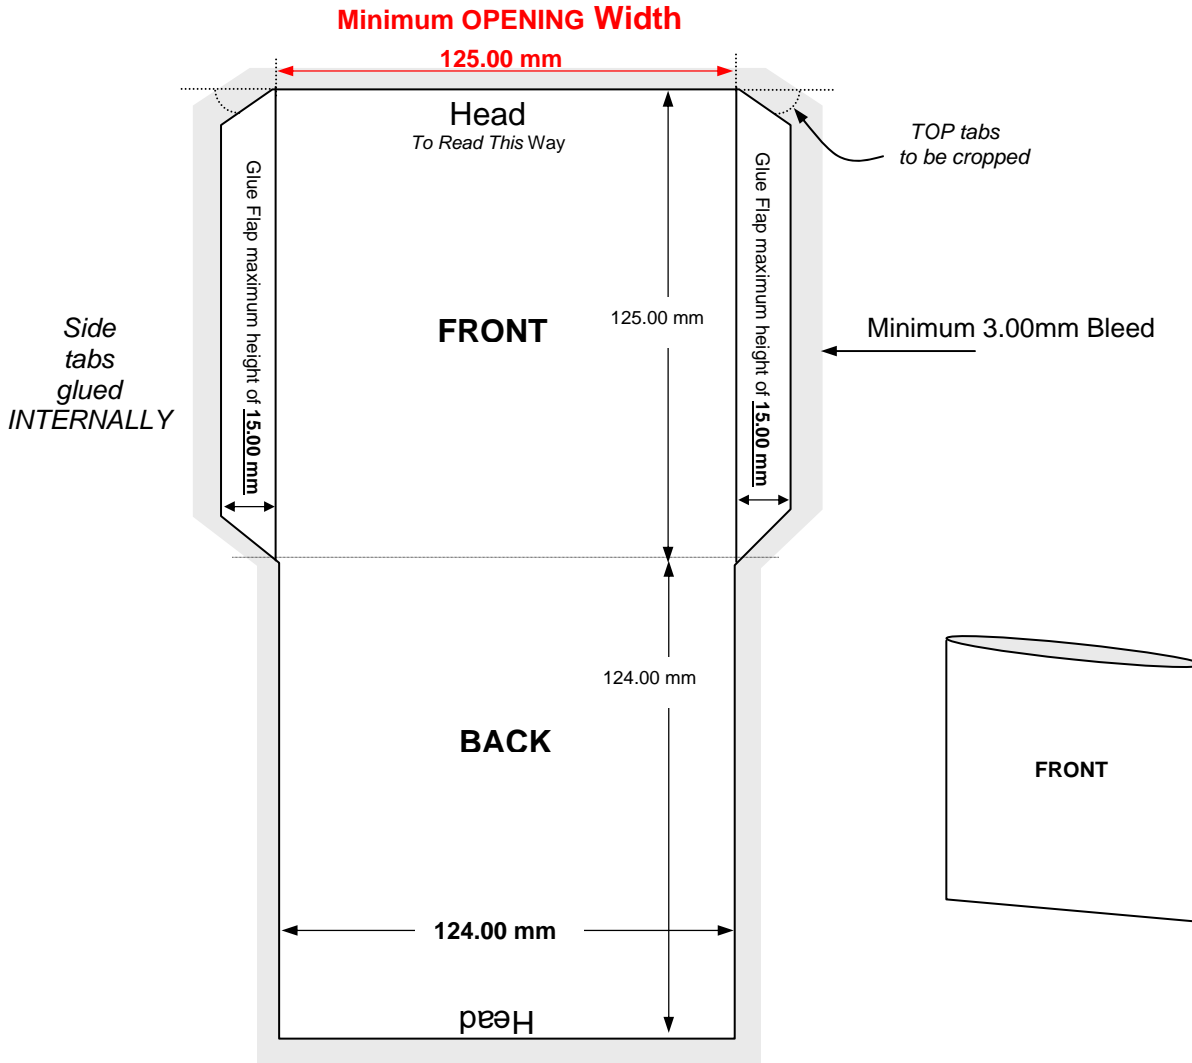 Minimum OPENING Width
125.00 mm
Head
To Read This Way
TOP tabs
to be cropped
Glue Flap maximum height of 15.00 mm
Glue Flap maximum height of 15.00 mm
Side
tabs
glued
INTERNALLY
FRONT
125.00 mm
Minimum 3.00mm Bleed
124.00 mm
BACK
FRONT
124.00 mm
Head